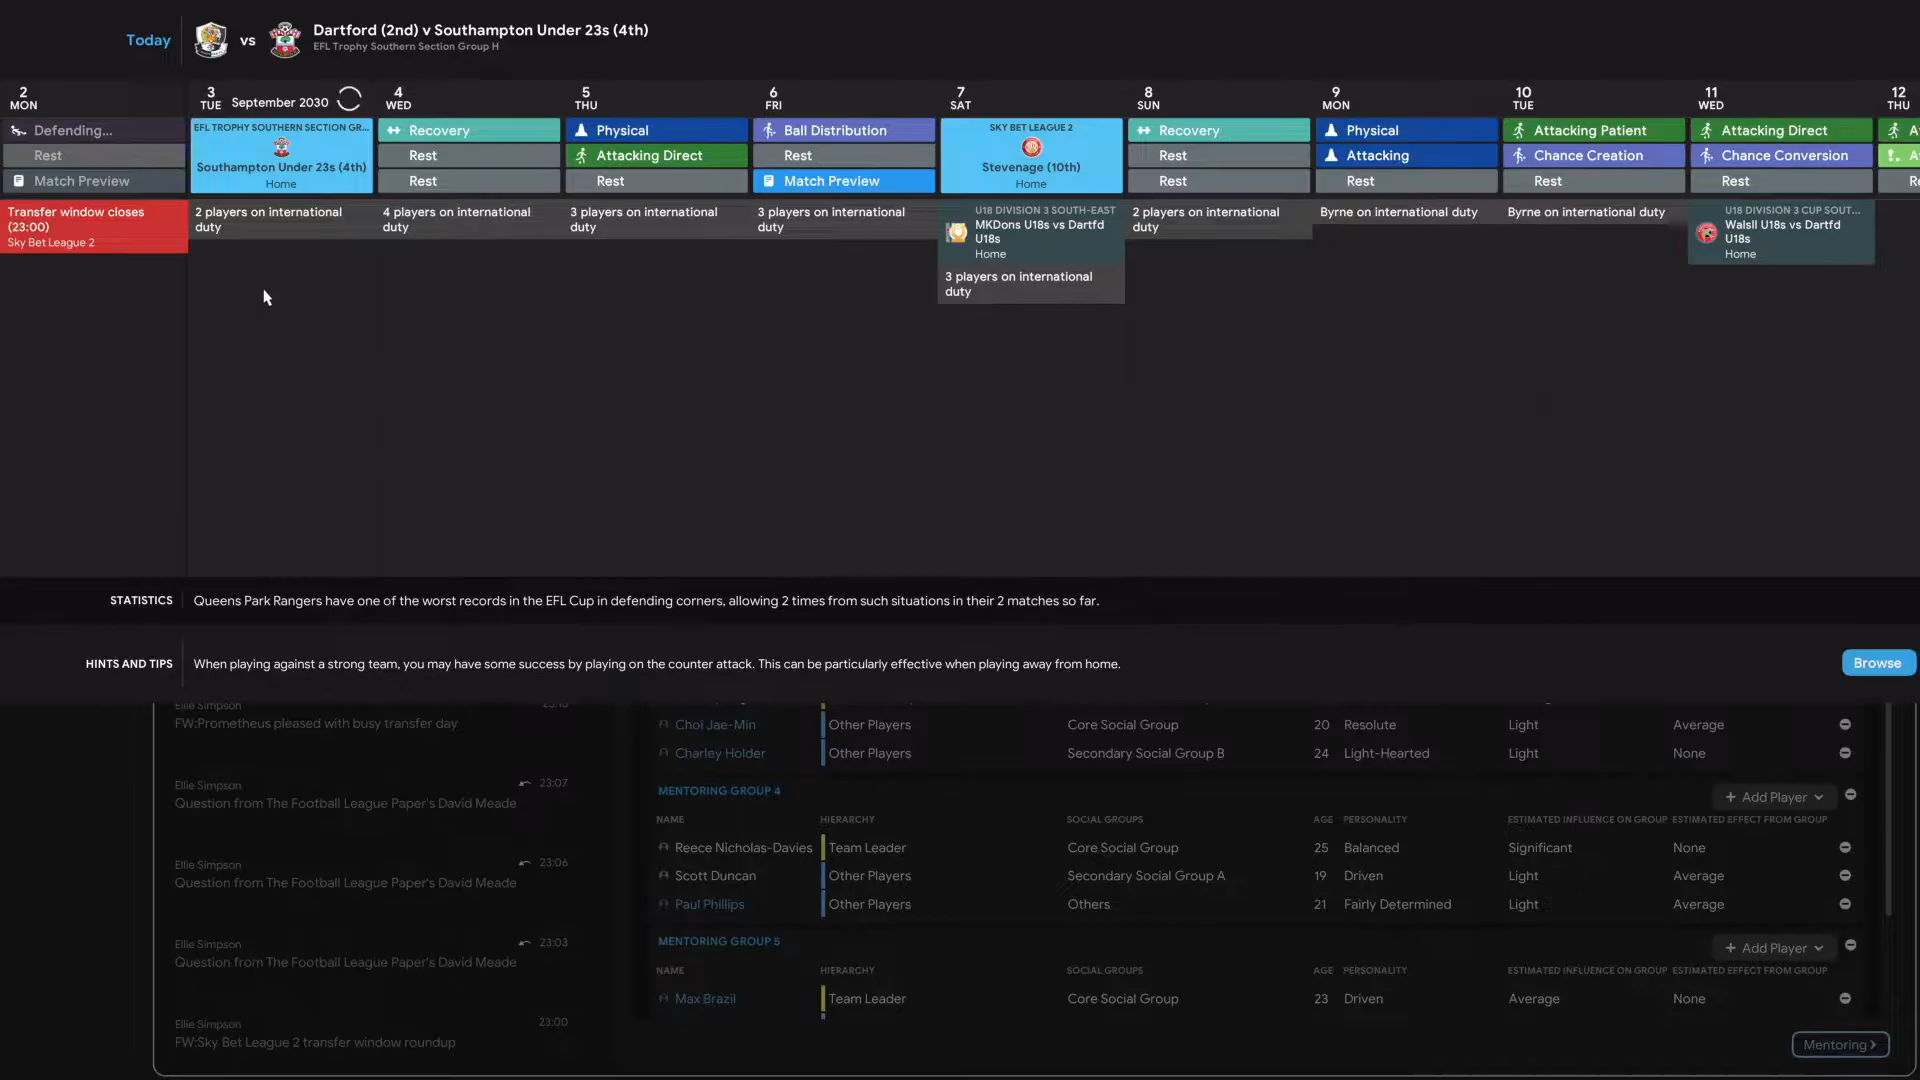 Today
vs
Dartford (2nd) v Southampton Under 23s (4th)
EFL Trophy Southern Section Group H
2
MON
3
TUE
September 2030
4
WED
5
THU
6
FRI
7
SAT
8
SUN
9
MON
10
TUE
11
WED
12
THU
Defending...
Rest
Match Preview
EFL TROPHY SOUTHERN SECTION GR...
Southampton Under 23s (4th)
Home
Recovery
Rest
Rest
Physical
Attacking Direct
Rest
Ball Distribution
Rest
Match Preview
SKY BET LEAGUE 2
Stevenage (10th)
Home
Recovery
Rest
Rest
Physical
Attacking
Rest
Attacking Patient
Chance Creation
Rest
Attacking Direct
Chance Conversion
Rest
Transfer window closes
(23:00)
Sky Bet League 2
2 players on international
duty
4 players on international
duty
3 players on international
duty
3 players on international
duty
U18 DIVISION 3 SOUTH-EAST
MKDons U18s vs Dartfd
U18s
Home
3 players on international
duty
2 players on international
duty
Byrne on international duty
Byrne on international duty
U18 DIVISION 3 CUP SOUT...
Walsll U18s vs Dartfd
U18s
Home
STATISTICS
Queens Park Rangers have one of the worst records in the EFL Cup in defending corners, allowing 2 times from such situations in their 2 matches so far.
HINTS AND TIPS
When playing against a strong team, you may have some success by playing on the counter attack. This can be particularly effective when playing away from home.
Browse
Ellie Simpson
FW:Prometheus pleased with busy transfer day
Ellie Simpson 23:07
Question from The Football League Paper's David Meade
Ellie Simpson 23:06
Question from The Football League Paper's David Meade
Ellie Simpson 23:03
Question from The Football League Paper's David Meade
Ellie Simpson 23:00
FW:Sky Bet League 2 transfer window roundup
Choi Jae-Min Other Players Core Social Group 20 Resolute Light Average
Charley Holder Other Players Secondary Social Group B 24 Light-Hearted Light None
MENTORING GROUP 4
+ Add Player
NAME HIERARCHY SOCIAL GROUPS AGE PERSONALITY ESTIMATED INFLUENCE ON GROUP ESTIMATED EFFECT FROM GROUP
Reece Nicholas-Davies Team Leader Core Social Group 25 Balanced Significant None
Scott Duncan Other Players Secondary Social Group A 19 Driven Light Average
Paul Phillips Other Players Others 21 Fairly Determined Light Average
MENTORING GROUP 5
+ Add Player
NAME HIERARCHY SOCIAL GROUPS AGE PERSONALITY ESTIMATED INFLUENCE ON GROUP ESTIMATED EFFECT FROM GROUP
Max Brazil Team Leader Core Social Group 23 Driven Average None
Mentoring >